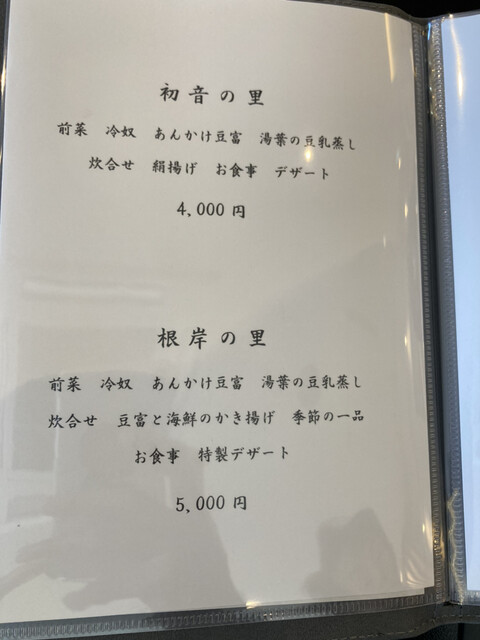 初音の里
前菜　冷奴　あんかけ豆富　湯葉の豆乳蒸し
炊合せ　絹揚げ　お食事　デザート
4,000円
根岸の里
前菜　冷奴　あんかけ豆富　湯葉の豆乳蒸し
炊合せ　豆富と海鮮のかき揚げ　季節の一品
お食事　特製デザート
5,000円